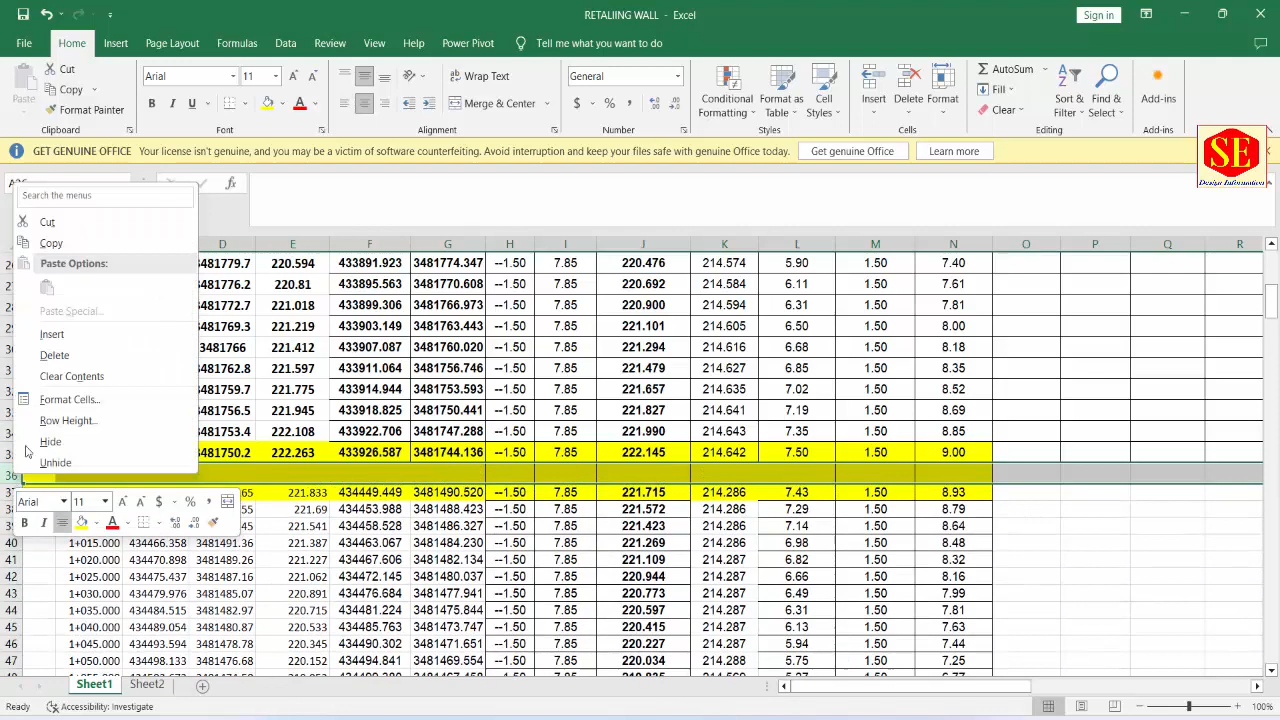 RETALIING WALL - Excel
Sign in
File Home Insert Page Layout Formulas Data Review View Help Power Pivot Tell me what you want to do
Paste
Cut
Copy
Format Painter
Clipboard
Arial 11
B I U
Font
Wrap Text
Merge & Center
Alignment
General
$ % ,
Number
Conditional Formatting
Format as Table
Cell Styles
Styles
Insert
Delete
Format
Cells
AutoSum
Fill
Clear
Sort & Filter
Find & Select
Editing
Add-ins
Add-ins
GET GENUINE OFFICE Your license isn't genuine, and you may be a victim of software counterfeiting. Avoid interruption and keep your files safe with genuine Office today. Get genuine Office Learn more
SE
Design Information
fx
Search the menus
Cut
Copy
Paste Options:
Paste Special...
Insert
Delete
Clear Contents
Format Cells...
Row Height...
Hide
Unhide
Arial 11 $ % ,
B I A
D E F G H I J K L M N O P Q R
3481779.7 220.594 433891.923 3481774.347 --1.50 7.85 220.476 214.574 5.90 1.50 7.40
3481776.2 220.81 433895.563 3481770.608 --1.50 7.85 220.692 214.584 6.11 1.50 7.61
3481772.7 221.018 433899.306 3481766.973 --1.50 7.85 220.900 214.594 6.31 1.50 7.81
3481769.3 221.219 433903.149 3481763.443 --1.50 7.85 221.101 214.605 6.50 1.50 8.00
3481766 221.412 433907.087 3481760.020 --1.50 7.85 221.294 214.616 6.68 1.50 8.18
3481762.8 221.597 433911.064 3481756.746 --1.50 7.85 221.479 214.627 6.85 1.50 8.35
3481759.7 221.775 433914.944 3481753.593 --1.50 7.85 221.657 214.635 7.02 1.50 8.52
3481756.5 221.945 433918.825 3481750.441 --1.50 7.85 221.827 214.641 7.19 1.50 8.69
3481753.4 222.108 433922.706 3481747.288 --1.50 7.85 221.990 214.641 7.35 1.50 8.85
3481750.2 222.263 433926.587 3481744.136 --1.50 7.85 222.145 214.642 7.50 1.50 9.00
36
65 221.833 434449.449 3481490.520 --1.50 7.85 221.715 214.286 7.43 1.50 8.93
55 221.69 434453.988 3481488.423 --1.50 7.85 221.572 214.286 7.29 1.50 8.79
221.541 434458.528 3481486.327 --1.50 7.85 221.423 214.286 7.14 1.50 8.64
40 1+015.000 434466.358 3481491.36 221.387 434463.067 3481484.230 --1.50 7.85 221.269 214.287 6.98 1.50 8.48
41 1+020.000 434470.898 3481489.26 221.227 434467.606 3481482.134 --1.50 7.85 221.109 214.287 6.82 1.50 8.32
42 1+025.000 434475.437 3481487.16 221.062 434472.145 3481480.037 --1.50 7.85 220.944 214.287 6.66 1.50 8.16
43 1+030.000 434479.976 3481485.07 220.891 434476.684 3481477.941 --1.50 7.85 220.773 214.287 6.49 1.50 7.99
44 1+035.000 434484.515 3481482.97 220.715 434481.224 3481475.844 --1.50 7.85 220.597 214.287 6.31 1.50 7.81
45 1+040.000 434489.054 3481480.87 220.533 434485.763 3481473.747 --1.50 7.85 220.415 214.287 6.13 1.50 7.63
46 1+045.000 434493.594 3481478.78 220.345 434490.302 3481471.651 --1.50 7.85 220.227 214.287 5.94 1.50 7.44
47 1+050.000 434498.133 3481476.68 220.152 434494.841 3481469.554 --1.50 7.85 220.034 214.288 5.75 1.50 7.25
Sheet1 Sheet2
Ready Accessibility: Investigate 100%